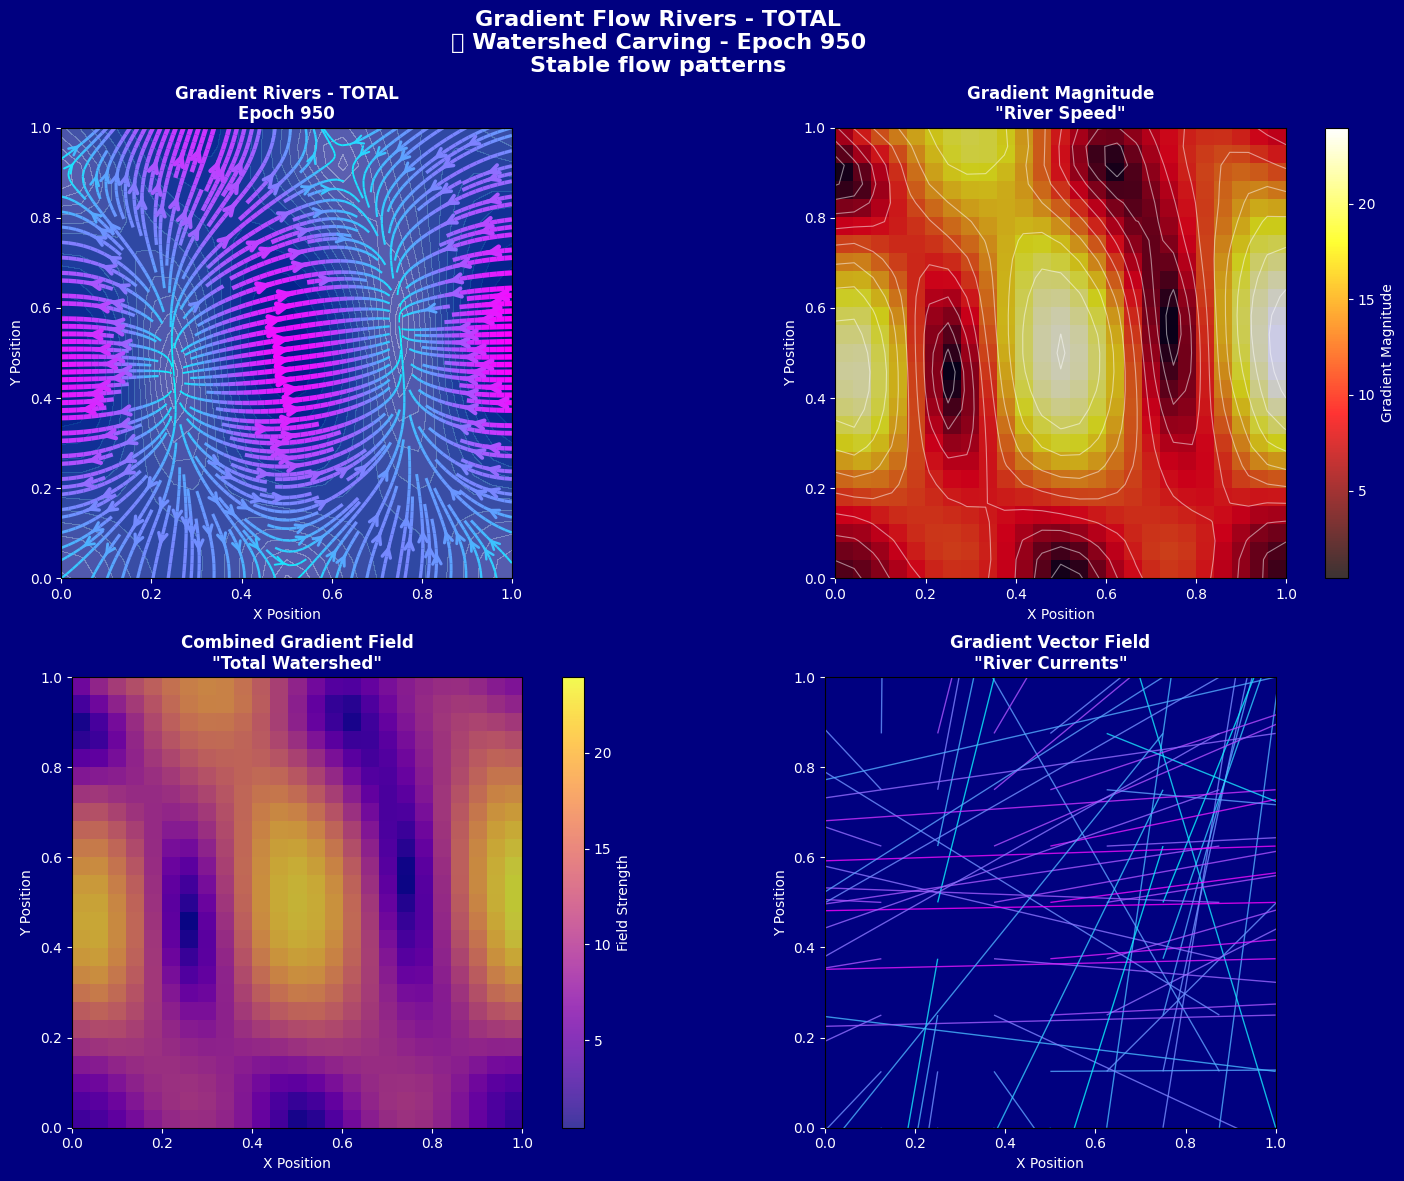 Gradient Flow Rivers - TOTAL
▯ Watershed Carving - Epoch 950
Stable flow patterns
Gradient Rivers - TOTAL
Epoch 950
1.0
0.8
0.6
0.4
0.2
0.0
Y Position
0.0 0.2 0.4 0.6 0.8 1.0
X Position
Gradient Magnitude
"River Speed"
1.0
0.8
0.6
0.4
0.2
0.0
Y Position
0.0 0.2 0.4 0.6 0.8 1.0
X Position
20
15
10
5
Gradient Magnitude
Combined Gradient Field
"Total Watershed"
1.0
0.8
0.6
0.4
0.2
0.0
Y Position
0.0 0.2 0.4 0.6 0.8 1.0
X Position
20
15
10
5
Field Strength
Gradient Vector Field
"River Currents"
1.0
0.8
0.6
0.4
0.2
0.0
Y Position
0.0 0.2 0.4 0.6 0.8 1.0
X Position